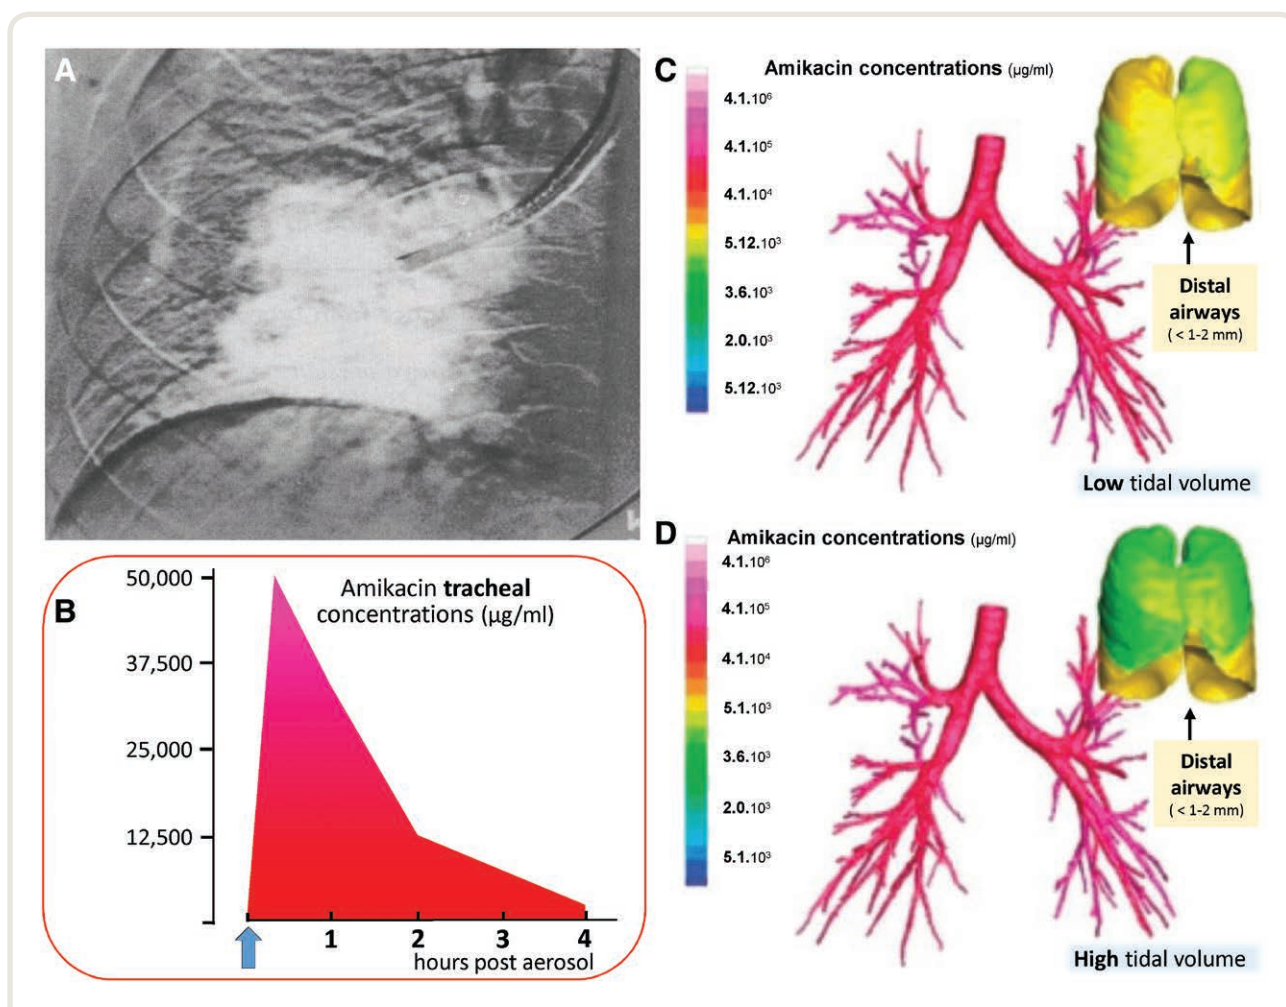 A
B
Amikacin tracheal
concentrations (µg/ml)
50,000
37,500
25,000
12,500
1 2 3 4
hours post aerosol
C
Amikacin concentrations (µg/ml)
4.1.10⁶
4.1.10⁵
4.1.10⁴
5.12.10³
3.6.10³
2.0.10³
5.12.10³
Distal
airways
( < 1-2 mm)
Low tidal volume
D
Amikacin concentrations (µg/ml)
4.1.10⁶
4.1.10⁵
4.1.10⁴
5.1.10³
3.6.10³
2.0.10³
5.1.10³
Distal
airways
( < 1-2 mm)
High tidal volume